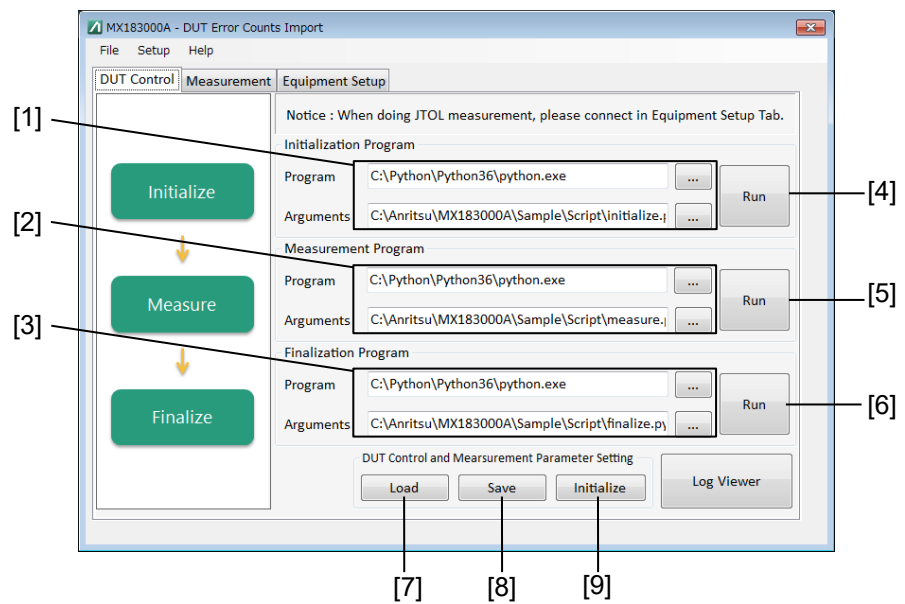 MX183000A - DUT Error Counts Import
File Setup Help
DUT Control Measurement Equipment Setup
Notice : When doing JTOL measurement, please connect in Equipment Setup Tab.
[1]
Initialization Program
Program C:\Python\Python36\python.exe ...
Initialize
Run
[4]
Arguments C:\Anritsu\MX183000A\Sample\Script\initialize.p ...
[2]
Measurement Program
Program C:\Python\Python36\python.exe ...
Measure
Run
[5]
Arguments C:\Anritsu\MX183000A\Sample\Script\measure.p ...
[3]
Finalization Program
Program C:\Python\Python36\python.exe ...
Finalize
Run
[6]
Arguments C:\Anritsu\MX183000A\Sample\Script\finalize.py ...
DUT Control and Mearsurement Parameter Setting
Load Save Initialize
Log Viewer
[7] [8] [9]